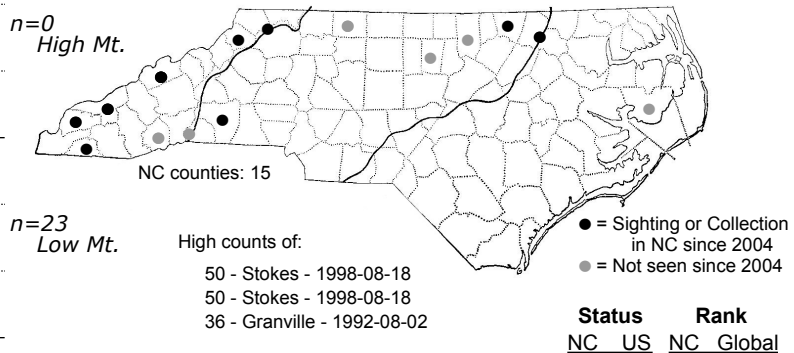 n=0
High Mt.
NC counties: 15
n=23
Low Mt.
High counts of:
50 - Stokes - 1998-08-18
50 - Stokes - 1998-08-18
36 - Granville - 1992-08-02
= Sighting or Collection
in NC since 2004
= Not seen since 2004
Status Rank
NC US NC Global